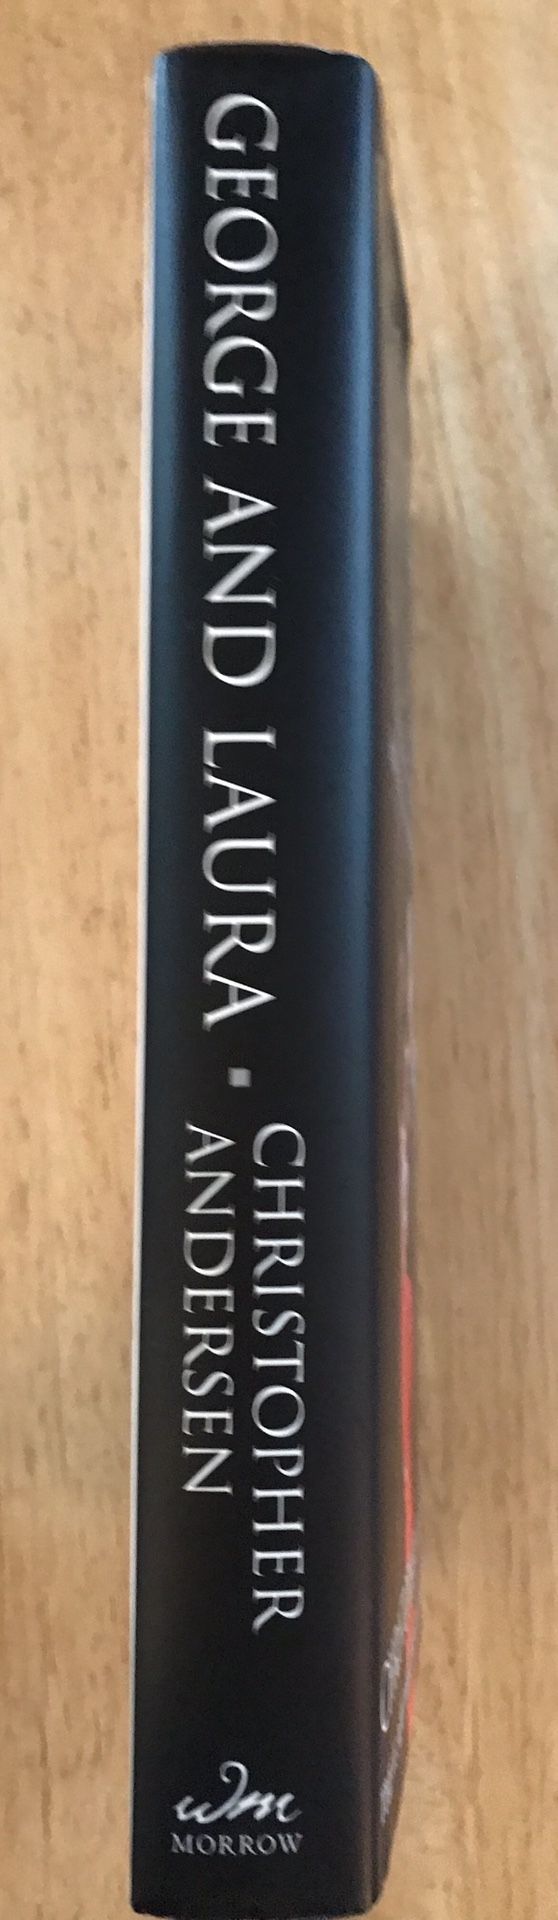 GEORGE AND LAURA ▪
CHRISTOPHER
ANDERSEN
Wm
MORROW